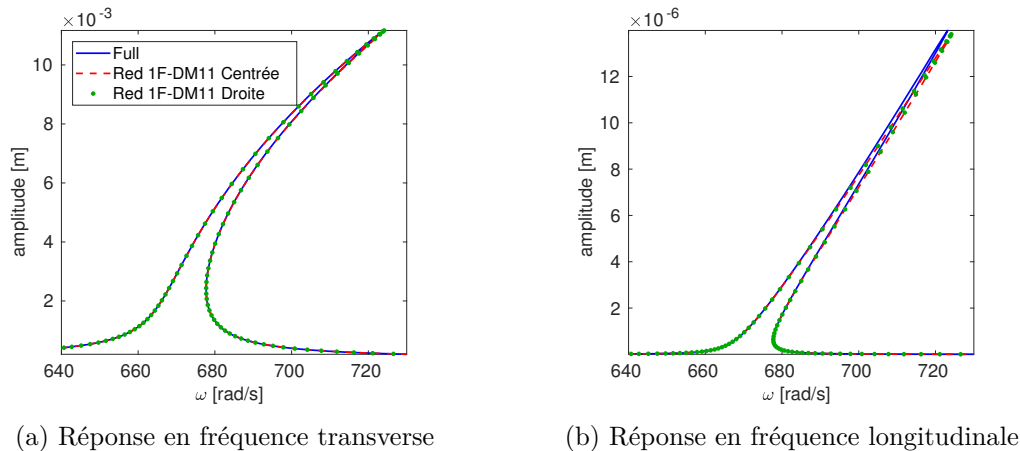 ×10⁻³
10
8
6
4
2
amplitude [m]
Full
Red 1F-DM11 Centrée
Red 1F-DM11 Droite
640 660 680 700 720
ω [rad/s]
(a) Réponse en fréquence transverse
×10⁻⁶
14
12
10
8
6
4
2
0
amplitude [m]
640 660 680 700 720
ω [rad/s]
(b) Réponse en fréquence longitudinale